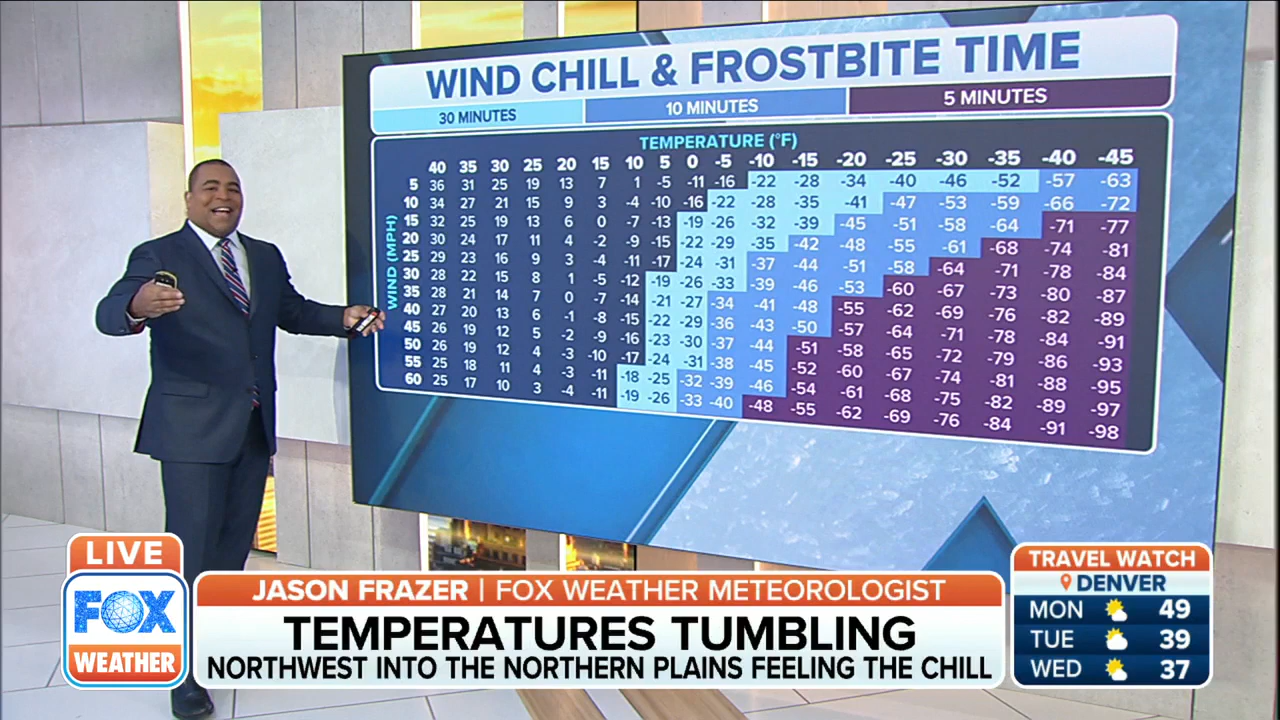 WIND CHILL & FROSTBITE TIME
30 MINUTES 10 MINUTES 5 MINUTES
TEMPERATURE (°F)
40 35 30 25 20 15 10 5 0 -5 -10 -15 -20 -25 -30 -35 -40 -45
WIND (MPH)
5 36 31 25 19 13 7 1 -5 -11 -16 -22 -28 -34 -40 -46 -52 -57 -63
10 34 27 21 15 9 3 -4 -10 -16 -22 -28 -35 -41 -47 -53 -59 -66 -72
15 32 25 19 13 6 0 -7 -13 -19 -26 -32 -39 -45 -51 -58 -64 -71 -77
20 30 24 17 11 4 -2 -9 -15 -22 -29 -35 -42 -48 -55 -61 -68 -74 -81
25 29 23 16 9 3 -4 -11 -17 -24 -31 -37 -44 -51 -58 -64 -71 -78 -84
30 28 22 15 8 1 -5 -12 -19 -26 -33 -39 -46 -53 -60 -67 -73 -80 -87
35 28 21 14 7 0 -7 -14 -21 -27 -34 -41 -48 -55 -62 -69 -76 -82 -89
40 27 20 13 6 -1 -8 -15 -22 -29 -36 -43 -50 -57 -64 -71 -78 -84 -91
45 26 19 12 5 -2 -9 -16 -23 -30 -37 -44 -51 -58 -65 -72 -79 -86 -93
50 26 19 12 4 -3 -10 -17 -24 -31 -38 -45 -52 -60 -67 -74 -81 -88 -95
55 25 18 11 4 -3 -11 -18 -25 -32 -39 -46 -54 -61 -68 -75 -82 -89 -97
60 25 17 10 3 -4 -11 -19 -26 -33 -40 -48 -55 -62 -69 -76 -84 -91 -98
LIVE
FOX
WEATHER
JASON FRAZER | FOX WEATHER METEOROLOGIST
TEMPERATURES TUMBLING
NORTHWEST INTO THE NORTHERN PLAINS FEELING THE CHILL
TRAVEL WATCH
DENVER
MON 49
TUE 39
WED 37